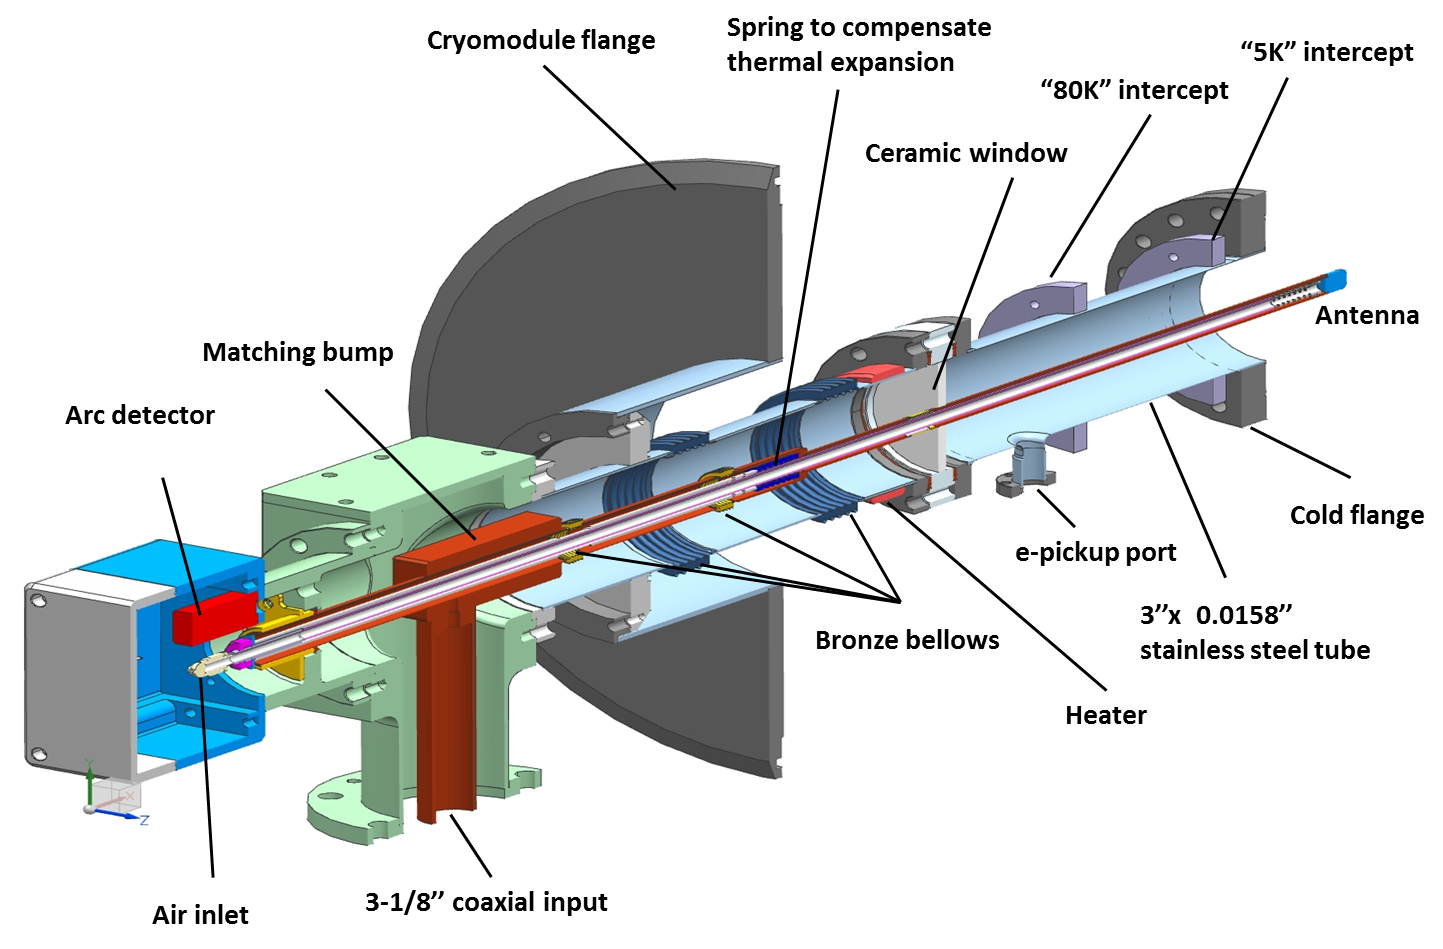 Spring to compensate
thermal expansion
Cryomodule flange
“5K” intercept
“80K” intercept
Ceramic window
Antenna
Matching bump
Arc detector
Cold flange
e-pickup port
3’’x 0.0158’’
stainless steel tube
Bronze bellows
Heater
Y
X
Z
3-1/8’’ coaxial input
Air inlet